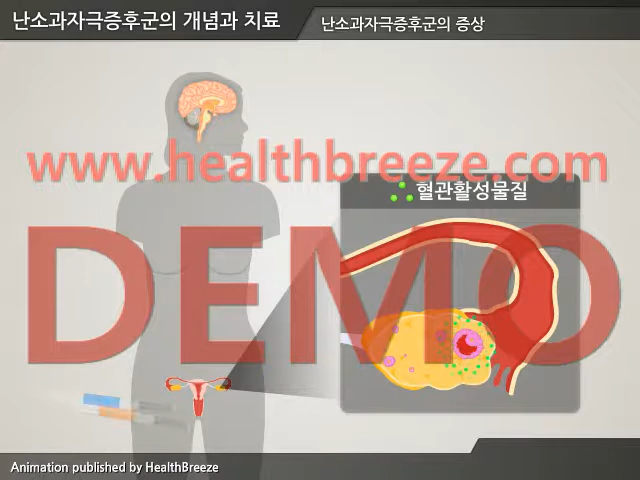 난소과자극증후군의 개념과 치료
난소과자극증후군의 증상
www.healthbreeze.com
혈관활성물질
DEMO
Animation published by HealthBreeze